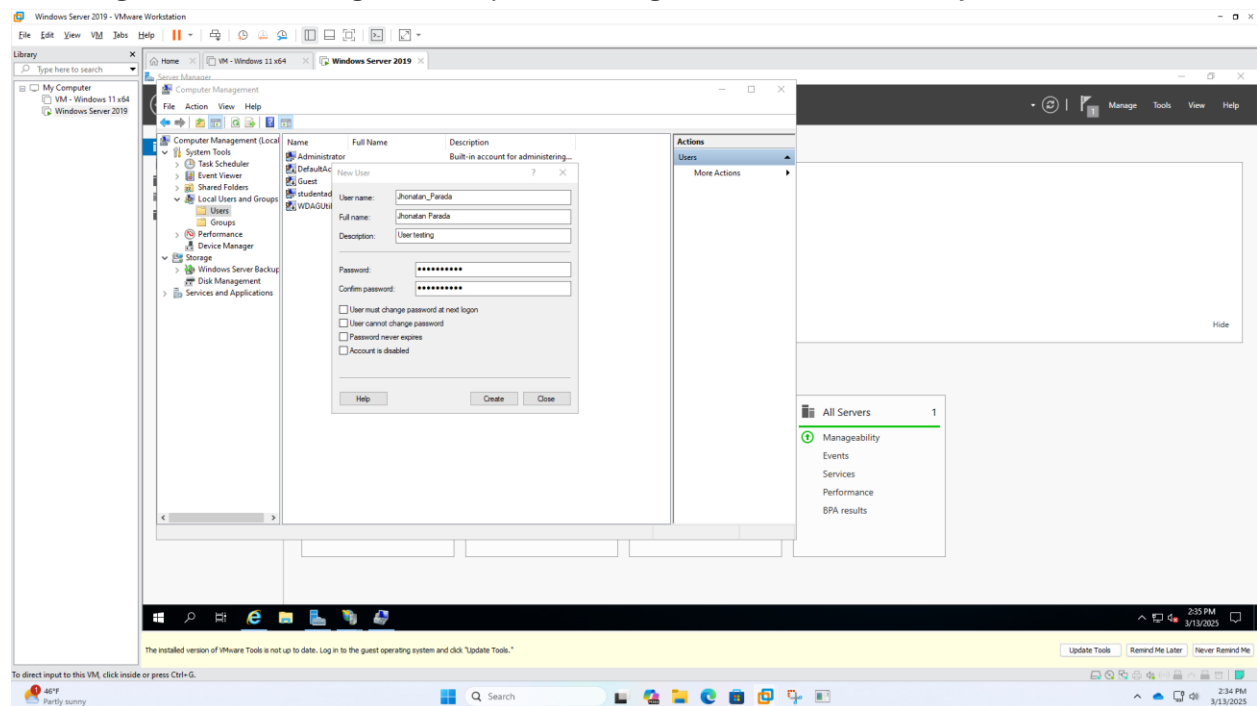 Windows Server 2019 - VMware Workstation
File Edit View VM Tabs Help
Library
Type here to search
My Computer
VM - Windows 11 x64
Windows Server 2019
Home VM - Windows 11 x64 Windows Server 2019
Server Manager
Manage Tools View Help
1
Computer Management
File Action View Help
Computer Management (Local
System Tools
Task Scheduler
Event Viewer
Shared Folders
Local Users and Groups
Users
Groups
Performance
Device Manager
Storage
Windows Server Backup
Disk Management
Services and Applications
Name Full Name Description
Administrator Built-in account for administering...
DefaultAc
Guest
studentad
WDAGUtil
New User
User name: Jhonatan_Parada
Full name: Jhonatan Parada
Description: User testing
Password: ••••••••••
Confirm password: ••••••••••
User must change password at next logon
User cannot change password
Password never expires
Account is disabled
Help Create Close
Actions
Users
More Actions
Hide
All Servers 1
Manageability
Events
Services
Performance
BPA results
2:35 PM
3/13/2025
The installed version of VMware Tools is not up to date. Log in to the guest operating system and click "Update Tools."
Update Tools Remind Me Later Never Remind Me
To direct input to this VM, click inside or press Ctrl+G.
1
46°F
Partly sunny
Search
2:34 PM
3/13/2025